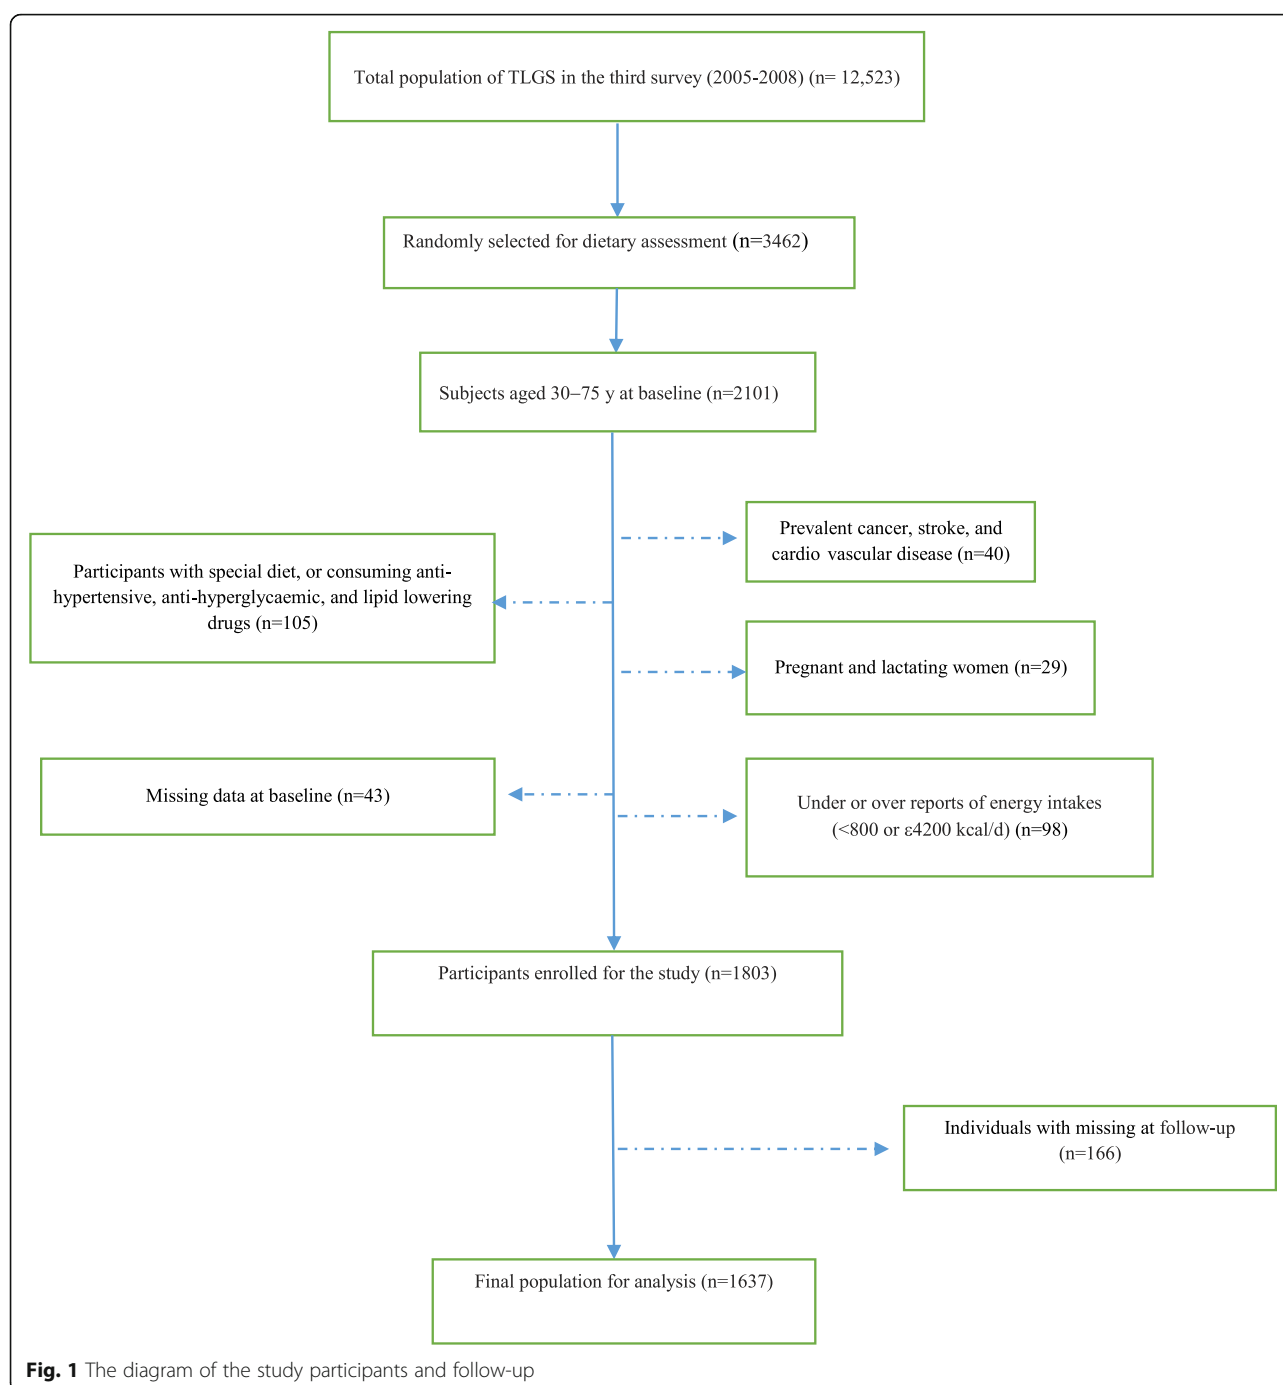 Total population of TLGS in the third survey (2005-2008) (n= 12,523)
Randomly selected for dietary assessment (n=3462)
Subjects aged 30–75 y at baseline (n=2101)
Prevalent cancer, stroke, and
cardio vascular disease (n=40)
Participants with special diet, or consuming anti-
hypertensive, anti-hyperglycaemic, and lipid lowering
drugs (n=105)
Pregnant and lactating women (n=29)
Missing data at baseline (n=43)
Under or over reports of energy intakes
(<800 or ε4200 kcal/d) (n=98)
Participants enrolled for the study (n=1803)
Individuals with missing at follow-up
(n=166)
Final population for analysis (n=1637)
Fig. 1 The diagram of the study participants and follow-up